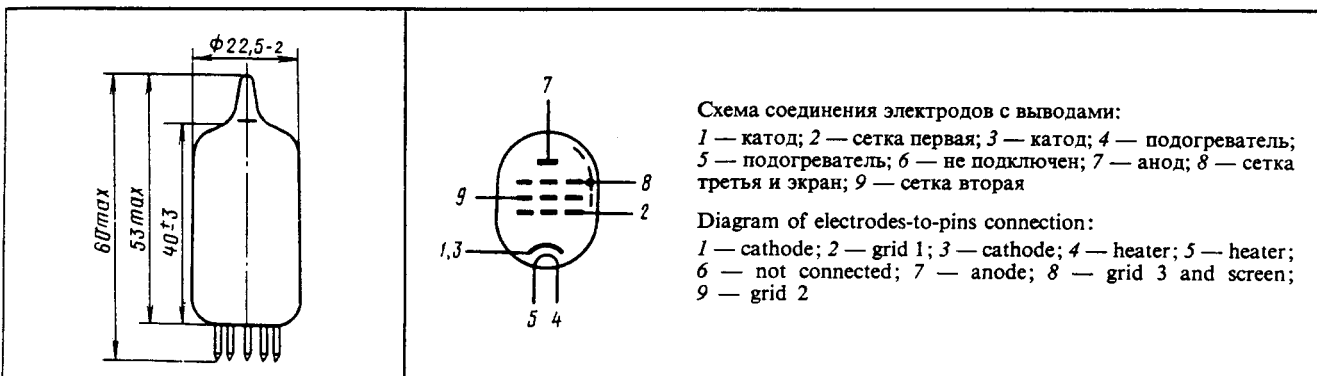 ϕ22,5-2
60max
53max
40±3
7
9
8
2
1,3
5 4
Схема соединения электродов с выводами:
1 — катод; 2 — сетка первая; 3 — катод; 4 — подогреватель;
5 — подогреватель; 6 — не подключен; 7 — анод; 8 — сетка
третья и экран; 9 — сетка вторая
Diagram of electrodes-to-pins connection:
1 — cathode; 2 — grid 1; 3 — cathode; 4 — heater; 5 — heater;
6 — not connected; 7 — anode; 8 — grid 3 and screen;
9 — grid 2